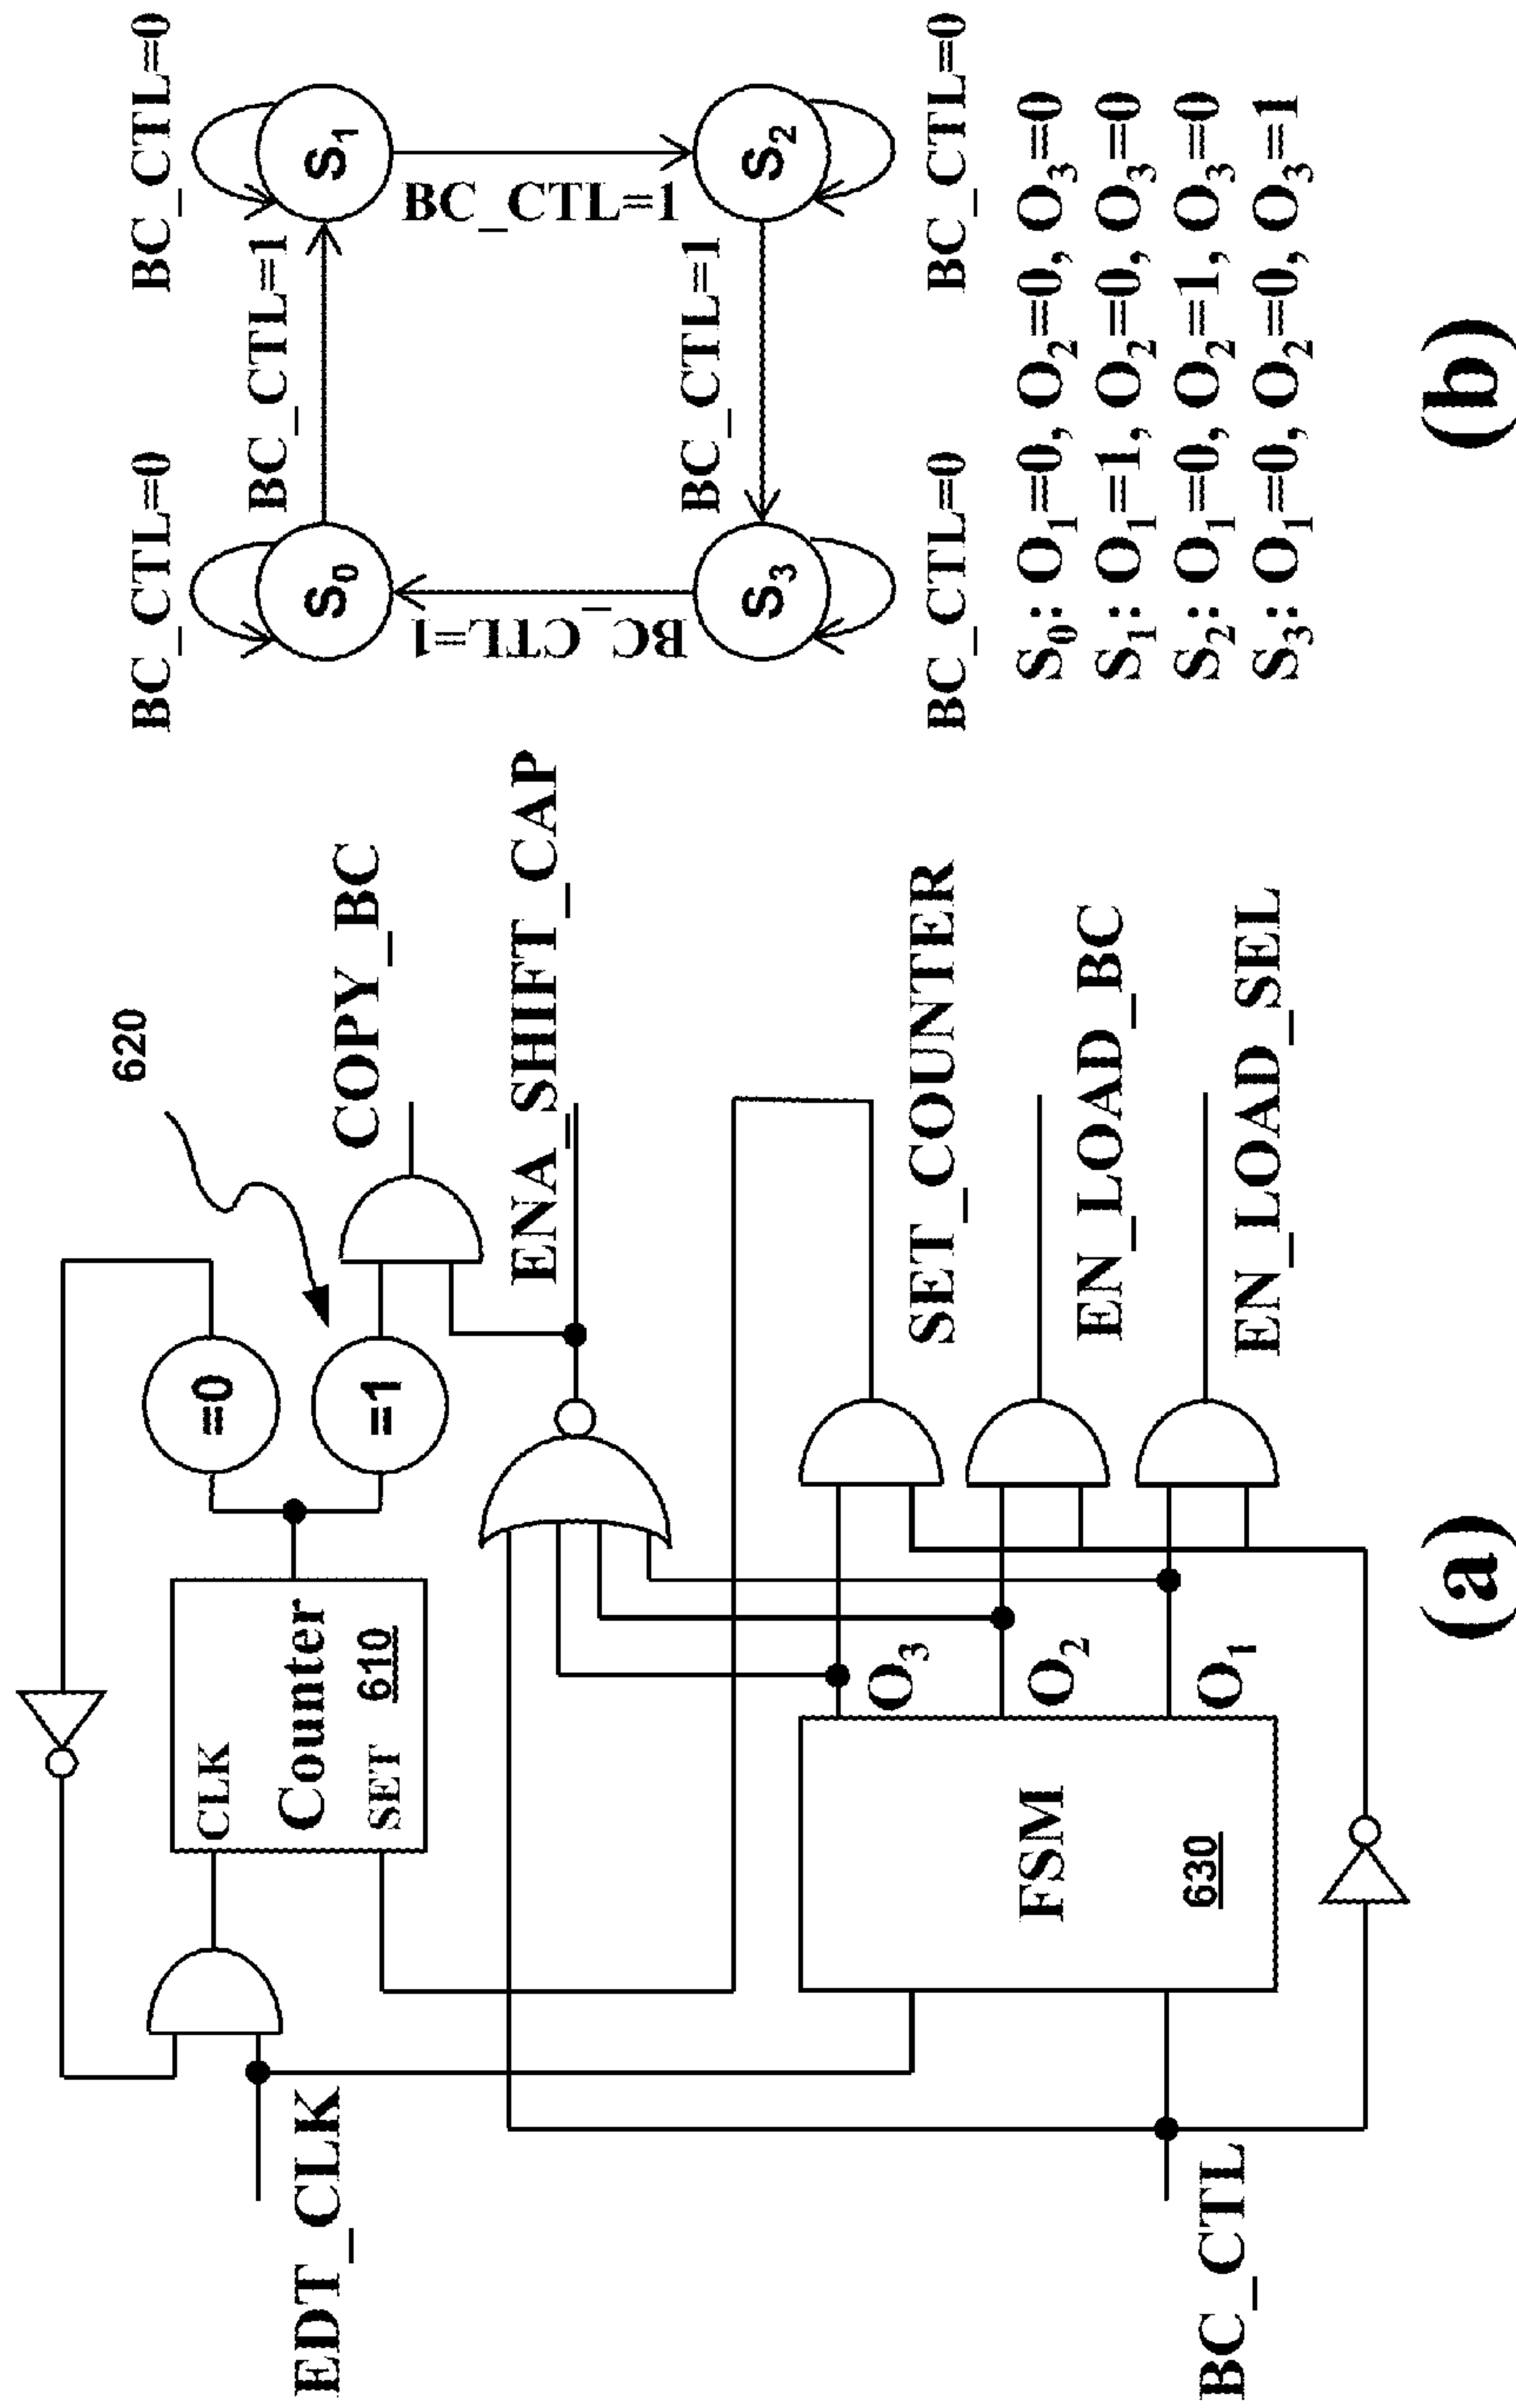 EDT_CLK
BC_CTL
CLK
Counter
SET 610
=0
=1
620
COPY_BC
ENA_SHIFT_CAP
FSM
630
O3
O2
O1
SET_COUNTER
EN_LOAD_BC
EN_LOAD_SEL
(a)
BC_CTL=0
BC_CTL=0
S0
BC_CTL=1
S1
BC_CTL=1
BC_CTL=1
BC_CTL=1
S3
S2
BC_CTL=0
BC_CTL=0
S0: O1=0, O2=0, O3=0
S1: O1=1, O2=0, O3=0
S2: O1=0, O2=1, O3=0
S3: O1=0, O2=0, O3=1
(b)